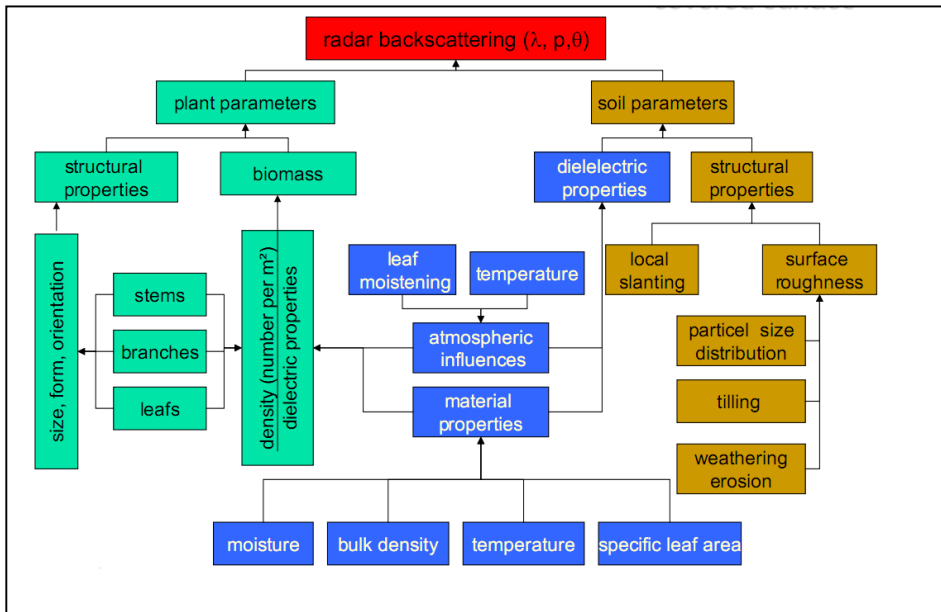 radar backscattering (λ, p,θ)
plant parameters
soil parameters
structural
properties
biomass
dielelectric
properties
structural
properties
size, form, orientation
stems
branches
leafs
density (number per m²)
dielectric properties
leaf
moistening
temperature
atmospheric
influences
material
properties
local
slanting
surface
roughness
particel size
distribution
tilling
weathering
erosion
moisture
bulk density
temperature
specific leaf area